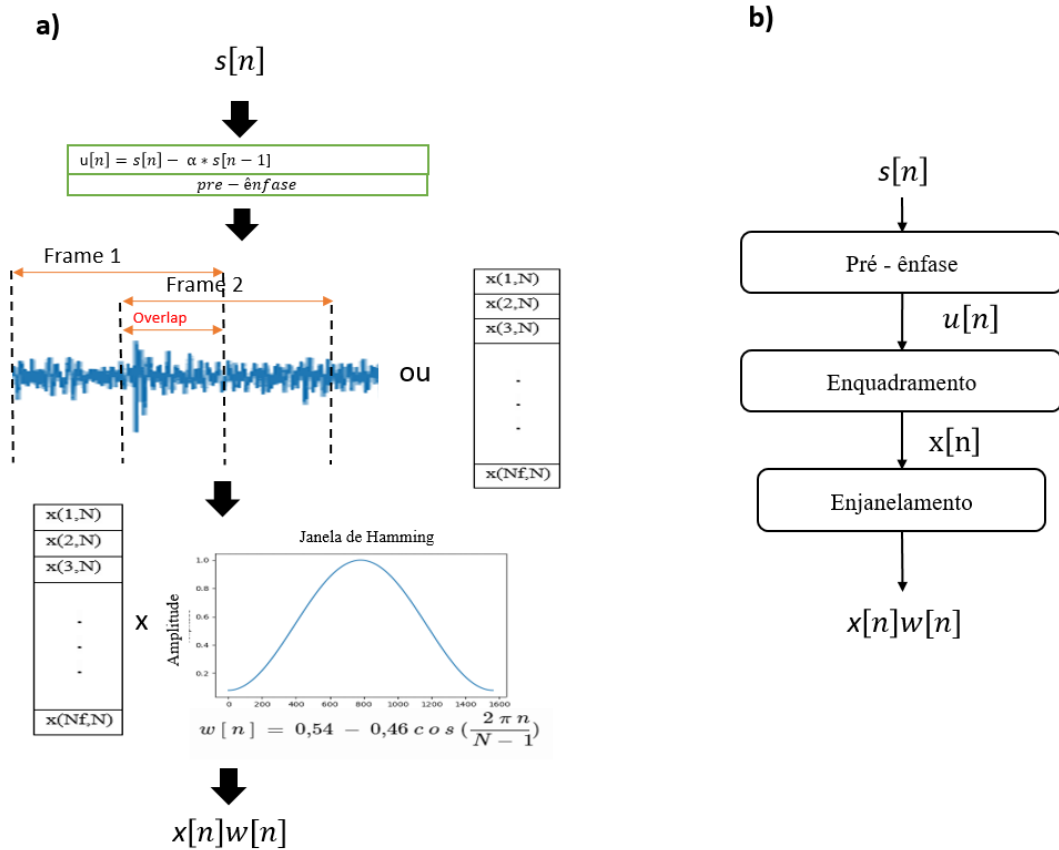 a)
s[n]
u[n] = s[n] − α ∗ s[n − 1]
pre − ênfase
Frame 1
Frame 2
Overlap
ou
x(1,N)
x(2,N)
x(3,N)
x(Nf,N)
x(1,N)
x(2,N)
x(3,N)
x(Nf,N)
x
Janela de Hamming
Amplitude
1.0
0.8
0.6
0.4
0.2
0 200 400 600 800 1000 1200 1400 1600
w [ n ] = 0,54 − 0,46 c o s (2 π n / N − 1)
x[n]w[n]
b)
s[n]
Pré - ênfase
u[n]
Enquadramento
x[n]
Enjanelamento
x[n]w[n]